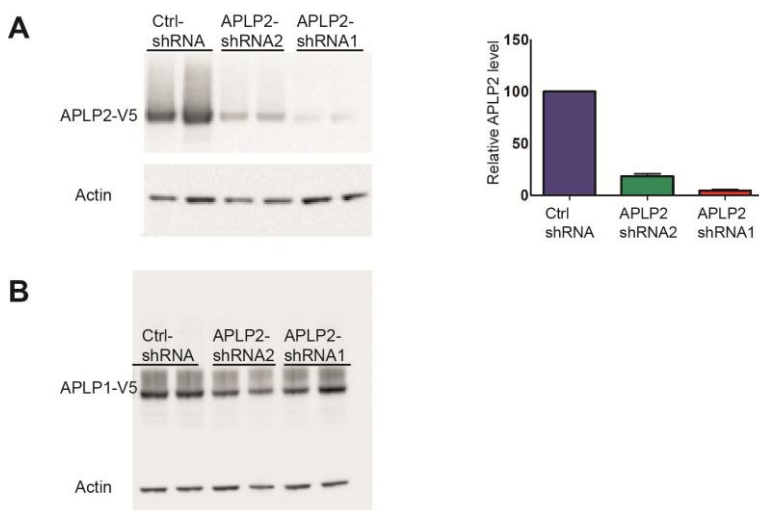 A
Ctrl-
shRNA
APLP2-
shRNA2
APLP2-
shRNA1
APLP2-V5
Actin
Relative APLP2 level
150
100
50
0
Ctrl
shRNA
APLP2
shRNA2
APLP2
shRNA1
B
Ctrl-
shRNA
APLP2-
shRNA2
APLP2-
shRNA1
APLP1-V5
Actin